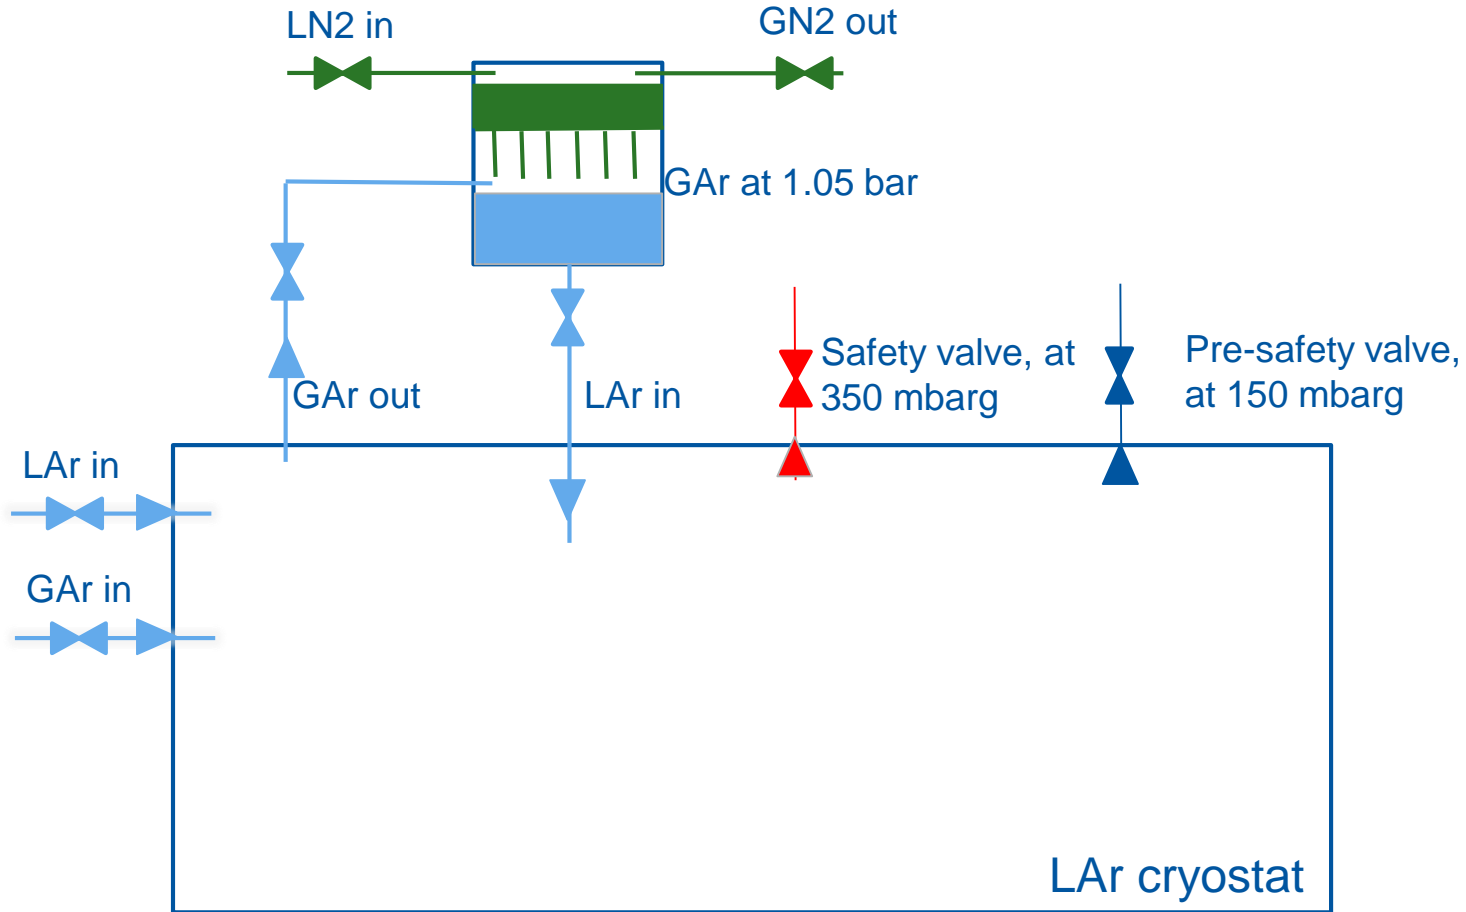 LN2 in
GN2 out
GAr at 1.05 bar
Safety valve, at
350 mbarg
Pre-safety valve,
at 150 mbarg
GAr out
LAr in
LAr in
GAr in
LAr cryostat